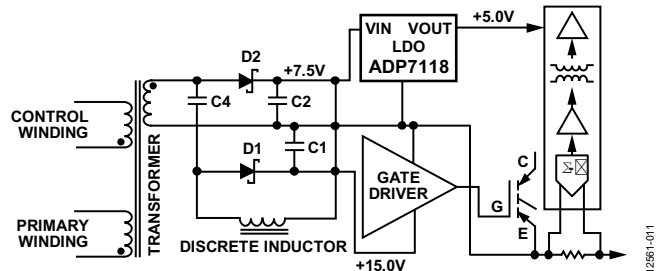 CONTROL
WINDING
PRIMARY
WINDING
TRANSFORMER
D2
+7.5V
C4
C2
D1
C1
DISCRETE INDUCTOR
VIN VOUT
LDO
ADP7118
+5.0V
GATE
DRIVER
+15.0V
C
G
E
Σ-
12561-011